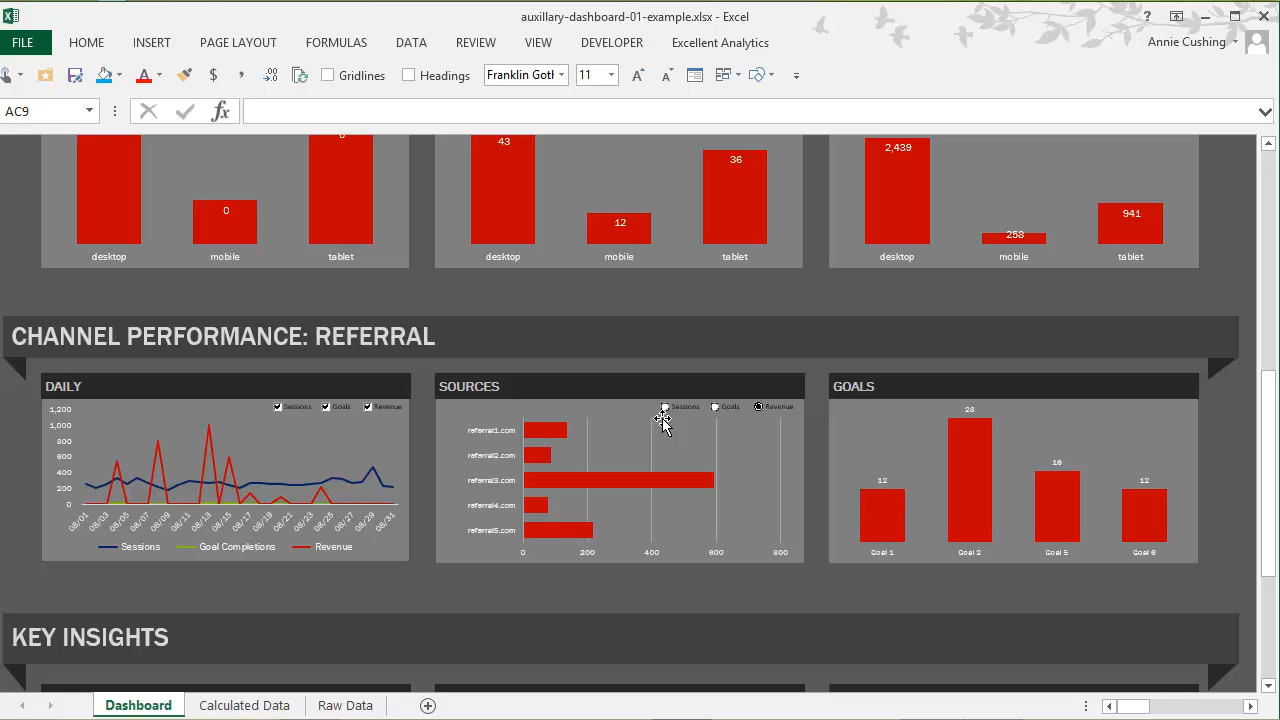 auxillary-dashboard-01-example.xlsx - Excel
?
FILE HOME INSERT PAGE LAYOUT FORMULAS DATA REVIEW VIEW DEVELOPER Excellent Analytics Annie Cushing
A $ , .00 Gridlines Headings Franklin Goth 11 A A
AC9 fx
43 36 12
0 0
2,439 258 941
desktop mobile tablet desktop mobile tablet desktop mobile tablet
CHANNEL PERFORMANCE: REFERRAL
DAILY
Sessions Goals Revenue
1,200
1,000
800
600
400
200
0
08/01 08/03 08/05 08/07 08/09 08/11 08/13 08/15 08/17 08/19 08/21 08/23 08/25 08/27 08/29 08/31
Sessions Goal Completions Revenue
SOURCES
Sessions Goals Revenue
referral1.com
referral2.com
referral3.com
referral4.com
referral5.com
0 200 400 600 800
GOALS
12 28 18 12
Goal 1 Goal 2 Goal 5 Goal 6
KEY INSIGHTS
Dashboard Calculated Data Raw Data